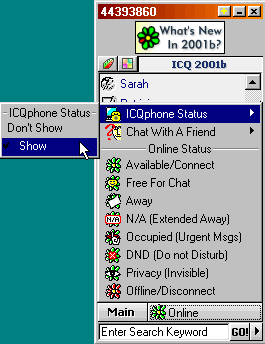 44393860
What's New
In 2001b?
ICQ 2001b
Sarah
ICQphone Status
Don't Show
Show
ICQphone Status
Chat With A Friend
Online Status
Available/Connect
Free For Chat
Away
N/A (Extended Away)
Occupied (Urgent Msgs)
DND (Do not Disturb)
Privacy (Invisible)
Offline/Disconnect
Main
Online
Enter Search Keyword
GO!